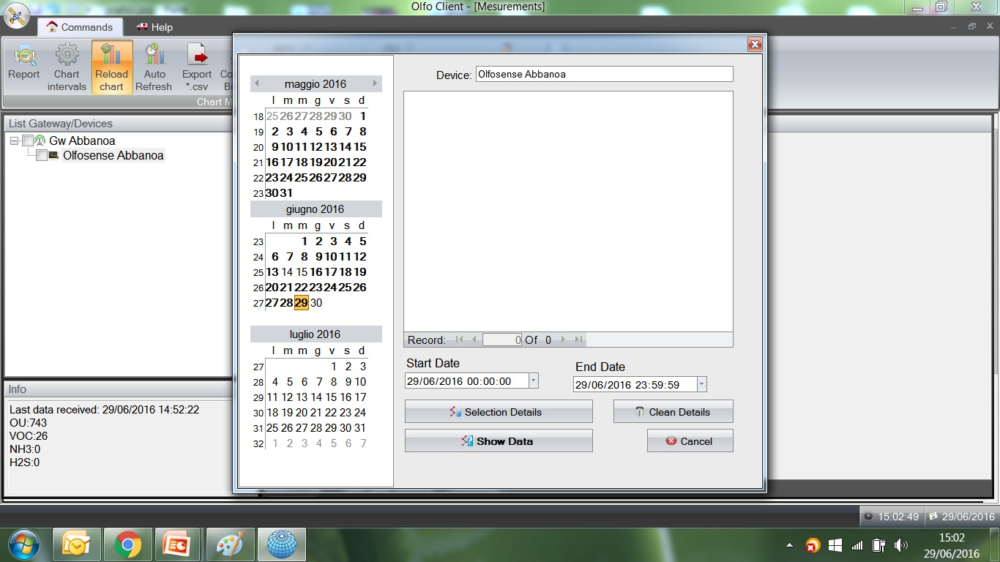 Olfo Client - [Mesurements]
Commands
Help
Report
Chart intervals
Reload chart
Auto Refresh
Export *.csv
Chart M
List Gateway/Devices
Gw Abbanoa
Olfosense Abbanoa
Info
Last data received: 29/06/2016 14:52:22
OU:743
VOC:26
NH3:0
H2S:0
maggio 2016
l m m g v s d
18 25 26 27 28 29 30 1
19 2 3 4 5 6 7 8
20 9 10 11 12 13 14 15
21 16 17 18 19 20 21 22
22 23 24 25 26 27 28 29
23 30 31
giugno 2016
l m m g v s d
23 1 2 3 4 5
24 6 7 8 9 10 11 12
25 13 14 15 16 17 18 19
26 20 21 22 23 24 25 26
27 27 28 29 30
luglio 2016
l m m g v s d
27 1 2 3
28 4 5 6 7 8 9 10
29 11 12 13 14 15 16 17
30 18 19 20 21 22 23 24
31 25 26 27 28 29 30 31
32 1 2 3 4 5 6 7
Device: Olfosense Abbanoa
Record: 0 Of 0
Start Date
29/06/2016 00:00:00
End Date
29/06/2016 23:59:59
Selection Details
Clean Details
Show Data
Cancel
15:02:49 29/06/2016
15:02
29/06/2016